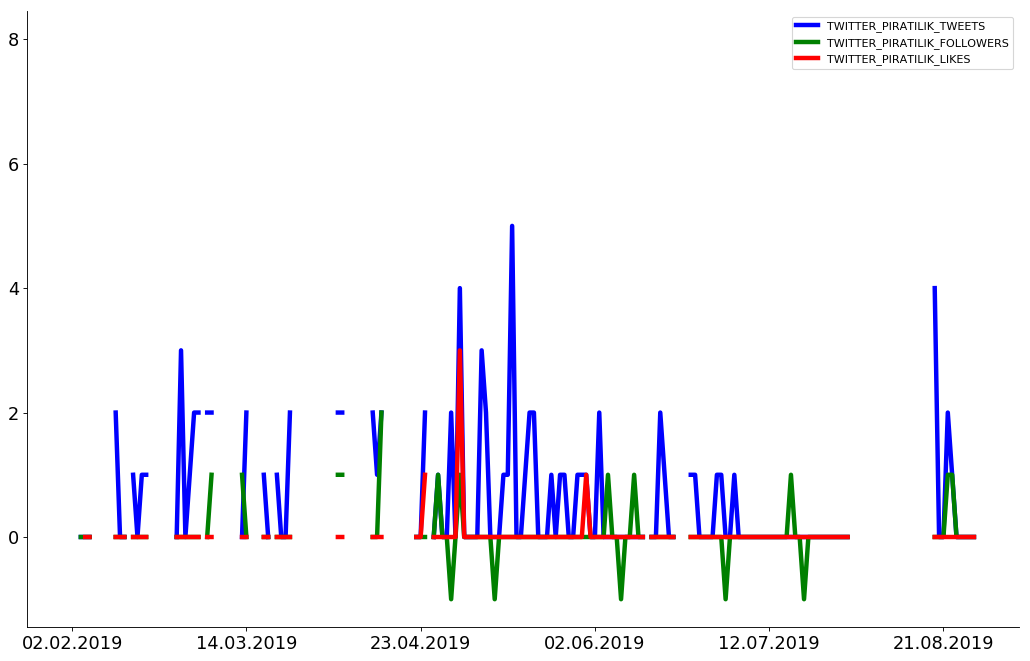 TWITTER_PIRATILIK_TWEETS
TWITTER_PIRATILIK_FOLLOWERS
TWITTER_PIRATILIK_LIKES
8
6
4
2
0
02.02.2019 14.03.2019 23.04.2019 02.06.2019 12.07.2019 21.08.2019